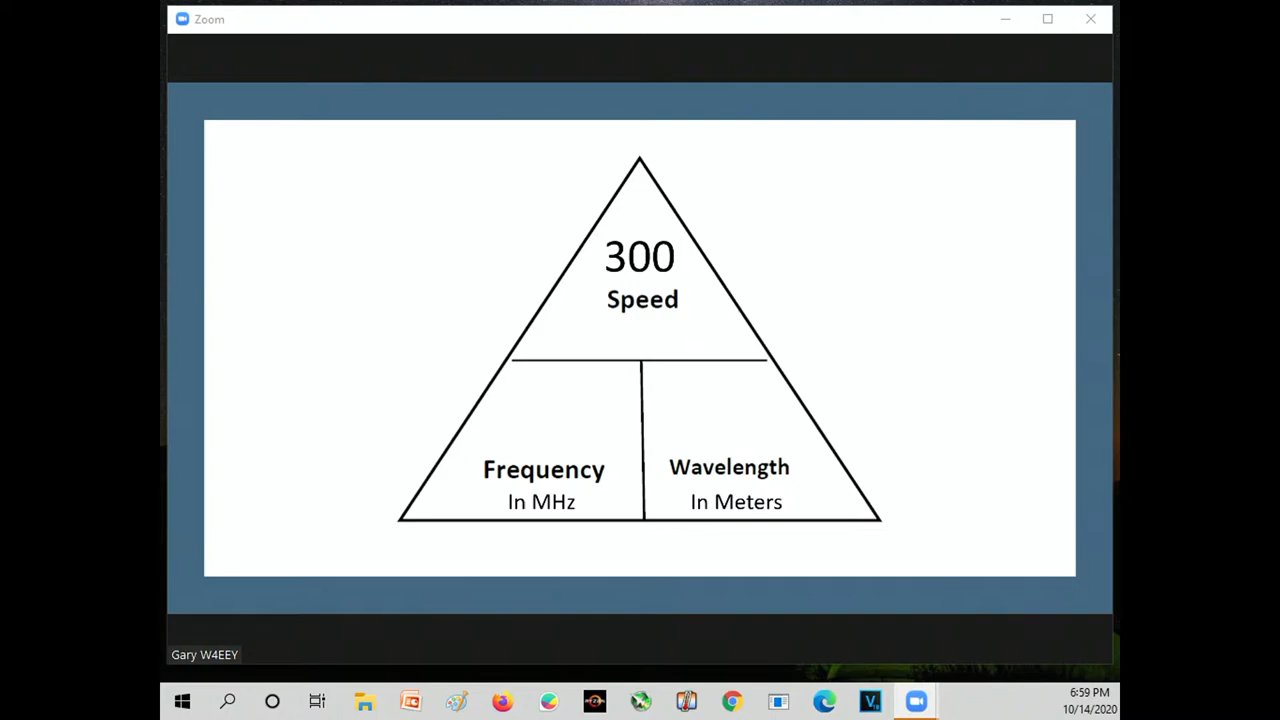 Zoom
300
Speed
Frequency
In MHz
Wavelength
In Meters
Gary W4EEY
6:59 PM
10/14/2020